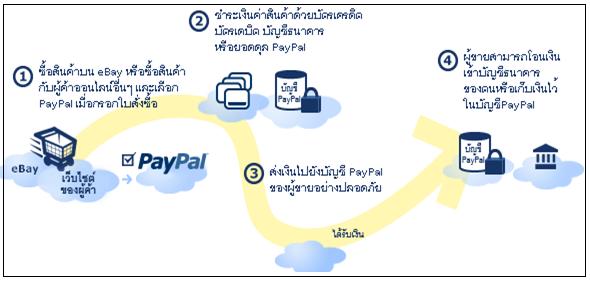 1
ซื้อสินค้าบน eBay หรือซื้อสินค้า
กับผู้ค้าออนไลน์อื่นๆ และเลือก
PayPal เมื่อกรอกใบสั่งซื้อ
eBay
เว็บไซต์
ของผู้ค้า
PayPal
2
ชำระเงินค่าสินค้าด้วยบัตรเครดิต
บัตรเดบิต บัญชีธนาคาร
หรือยอดดุล PayPal
บัญชี
PayPal
3
ส่งเงินไปยังบัญชี PayPal
ของผู้ขายอย่างปลอดภัย
ได้รับเงิน
4
ผู้ขายสามารถโอนเงิน
เข้าบัญชีธนาคาร
ของตนหรือเก็บเงินไว้
ในบัญชีPayPal
บัญชี
PayPal